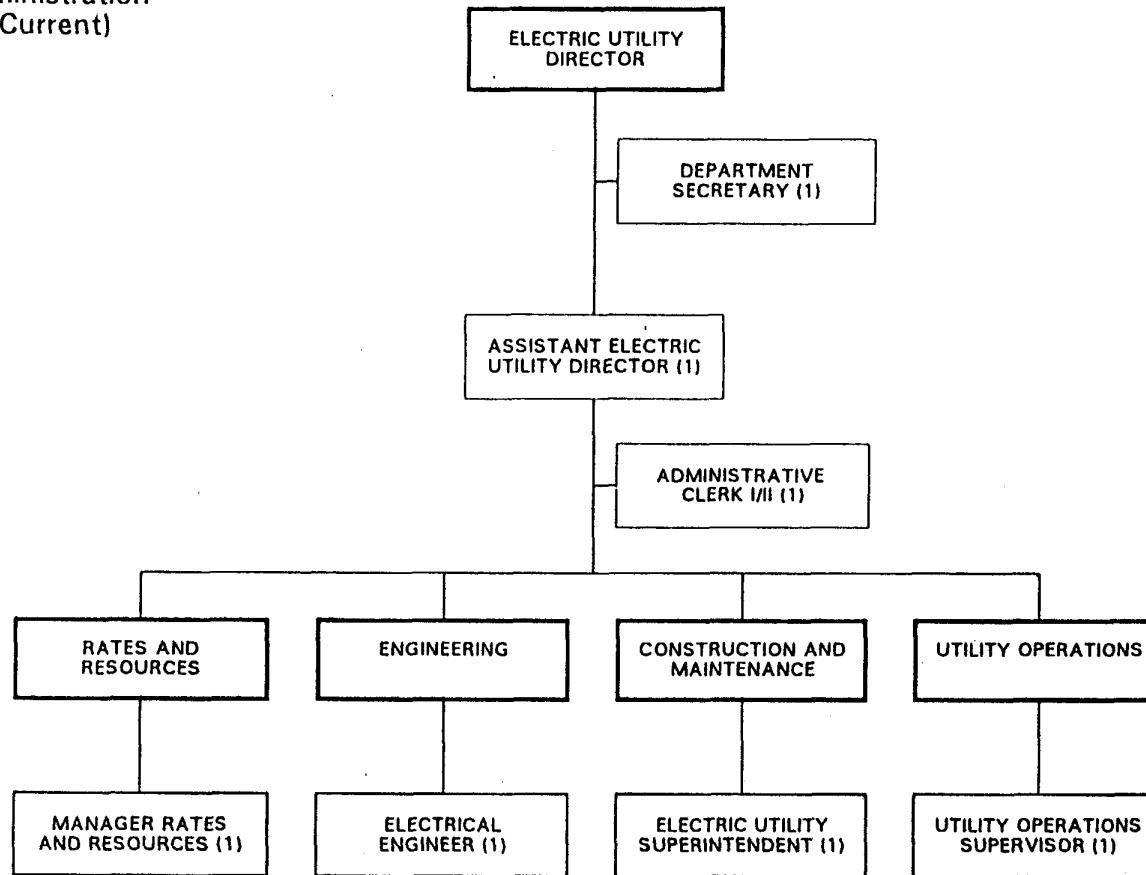 (Current)
ELECTRIC UTILITY
DIRECTOR
DEPARTMENT
SECRETARY (1)
ASSISTANT ELECTRIC
UTILITY DIRECTOR (1)
ADMINISTRATIVE
CLERK I/II (1)
RATES AND
RESOURCES
ENGINEERING
CONSTRUCTION AND
MAINTENANCE
UTILITY OPERATIONS
MANAGER RATES
AND RESOURCES (1)
ELECTRICAL
ENGINEER (1)
ELECTRIC UTILITY
SUPERINTENDENT (1)
UTILITY OPERATIONS
SUPERVISOR (1)